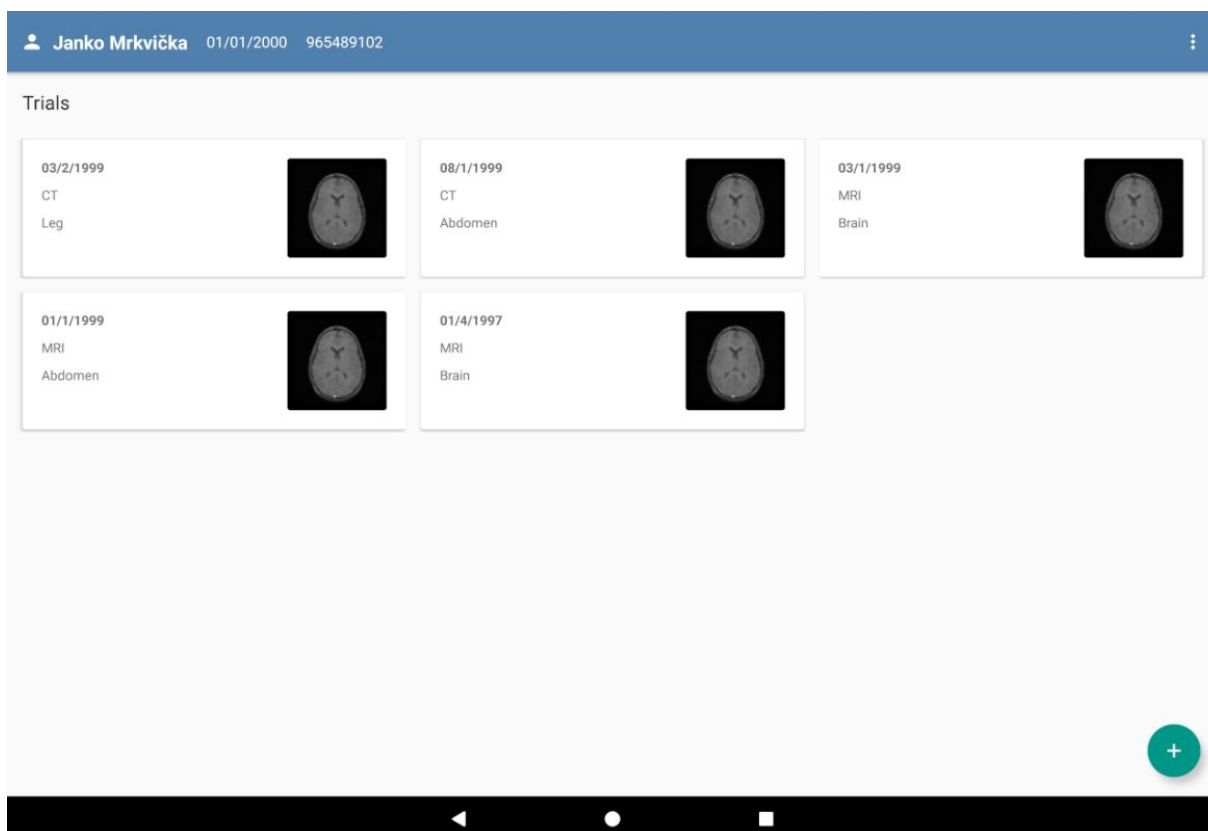 Janko Mrkvička 01/01/2000 965489102
Trials
03/2/1999
CT
Leg
08/1/1999
CT
Abdomen
03/1/1999
MRI
Brain
01/1/1999
MRI
Abdomen
01/4/1997
MRI
Brain